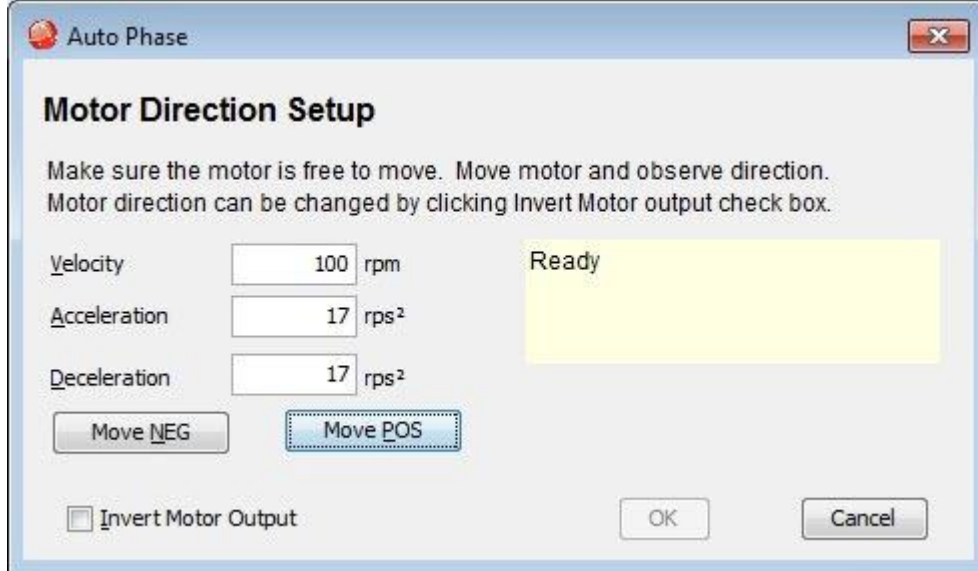 Auto Phase
Motor Direction Setup
Make sure the motor is free to move. Move motor and observe direction.
Motor direction can be changed by clicking Invert Motor output check box.
Velocity 100 rpm Ready
Acceleration 17 rps²
Deceleration 17 rps²
Move NEG Move POS
Invert Motor Output OK Cancel